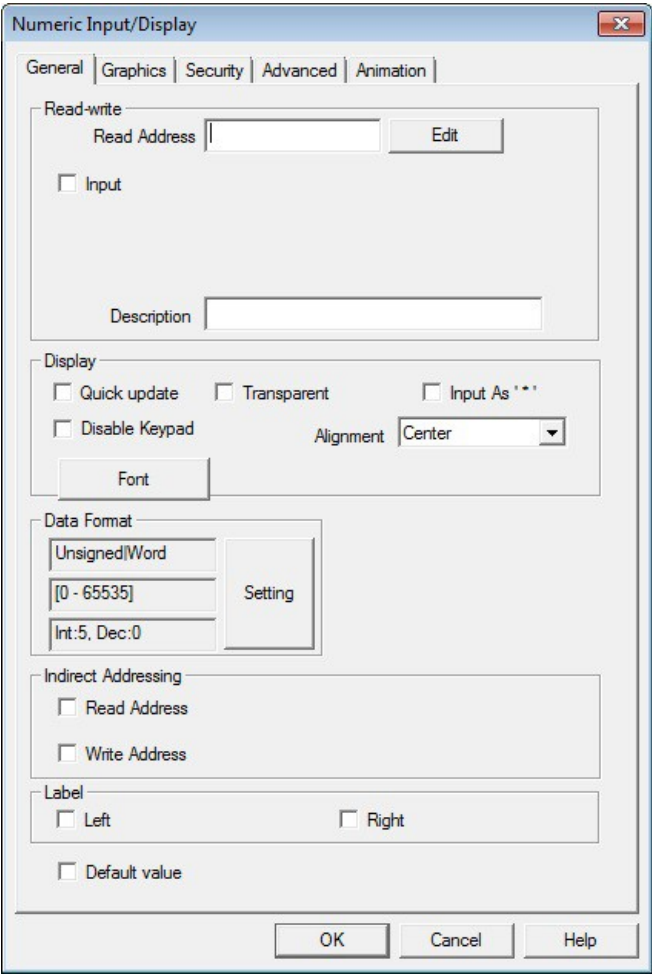 Numeric Input/Display
General Graphics Security Advanced Animation
Read-write
Read Address Edit
Input
Description
Display
Quick update Transparent Input As '*'
Disable Keypad Alignment Center
Font
Data Format
Unsigned|Word
[0 - 65535] Setting
Int:5, Dec:0
Indirect Addressing
Read Address
Write Address
Label
Left Right
Default value
OK Cancel Help